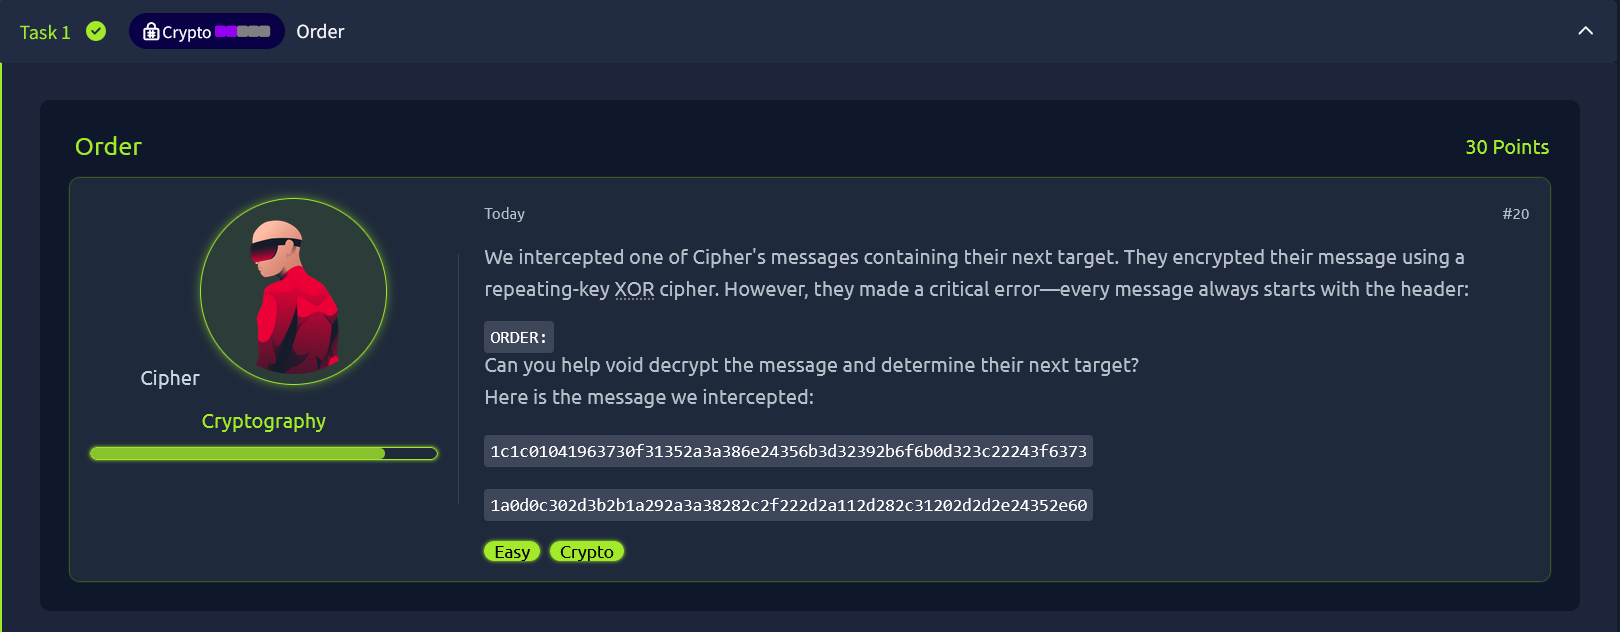 Task 1 Crypto Order
Order
30 Points
Today
#20
We intercepted one of Cipher's messages containing their next target. They encrypted their message using a
repeating-key XOR cipher. However, they made a critical error—every message always starts with the header:
ORDER:
Can you help void decrypt the message and determine their next target?
Here is the message we intercepted:
1c1c01041963730f31352a3a386e24356b3d32392b6f6b0d323c22243f6373
1a0d0c302d3b2b1a292a3a38282c2f222d2a112d282c31202d2d2e24352e60
Easy Crypto
Cipher
Cryptography